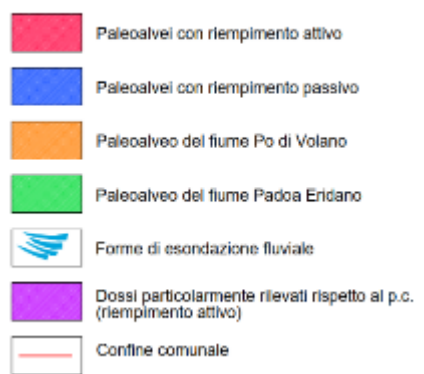 Paleoalvei con riempimento attivo
Paleoalvei con riempimento passivo
Paleoalveo del fiume Po di Volano
Paleoalveo del fiume Padoa Eridano
Forme di esondazione fluviale
Dossi particolarmente rilevati rispetto al p.c.
(riempimento attivo)
Confine comunale